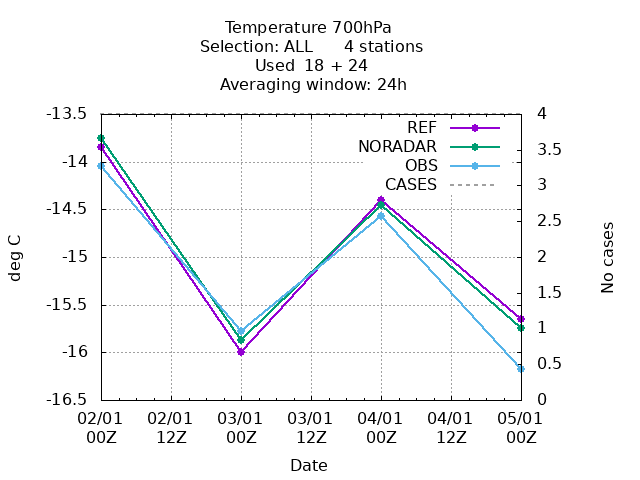 Temperature 700hPa
Selection: ALL      4 stations
Used  18 + 24
Averaging window: 24h
-13.5
-14
-14.5
-15
-15.5
-16
-16.5
deg C
4
3.5
3
2.5
2
1.5
1
0.5
0
No cases
REF
NORADAR
OBS
CASES
02/01 02/01 03/01 03/01 04/01 04/01 05/01
00Z 12Z 00Z 12Z 00Z 12Z 00Z
Date